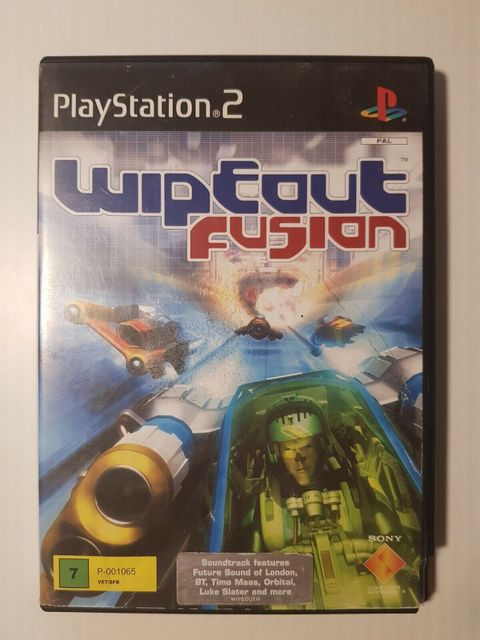 PlayStation®2
PAL
wipEout™
fusion
SONY
7
P-001065
VET/SFB
Soundtrack features
Future Sound of London,
BT, Timo Maas, Orbital,
Luke Slater and more
WIPEOUT/R